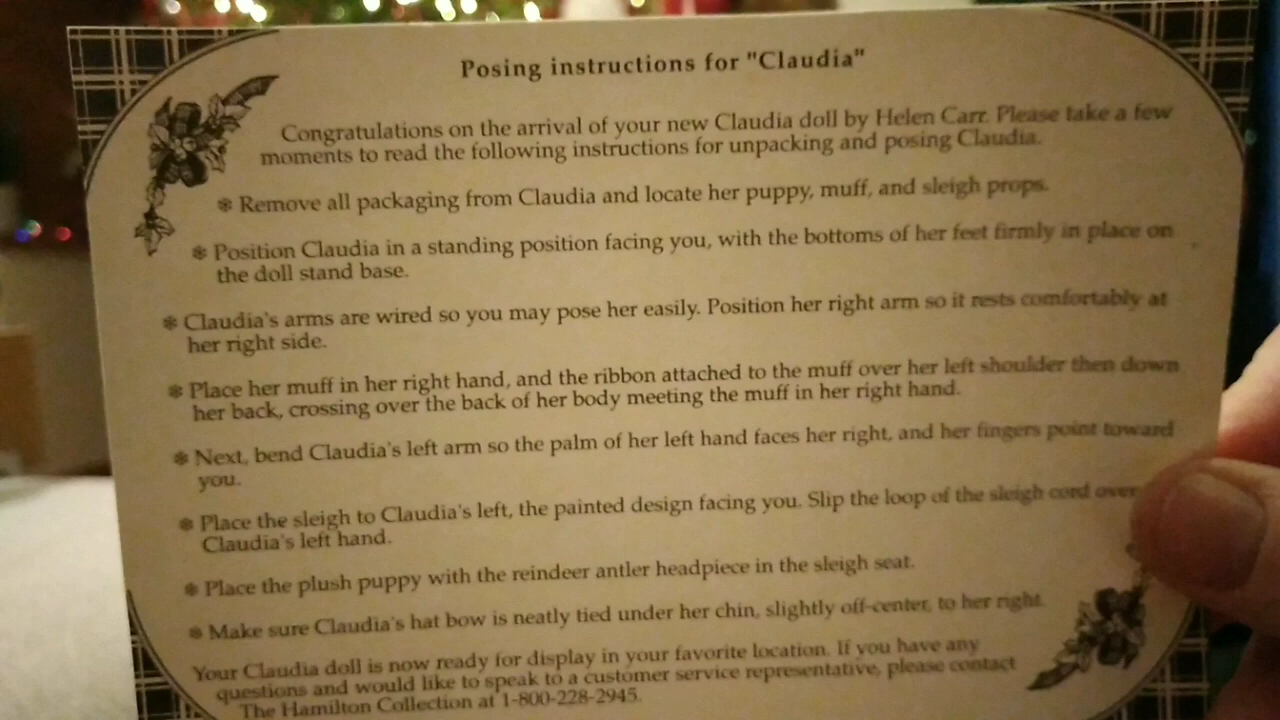 Posing instructions for "Claudia"
Congratulations on the arrival of your new Claudia doll by Helen Carr. Please take a few
moments to read the following instructions for unpacking and posing Claudia.
❄ Remove all packaging from Claudia and locate her puppy, muff, and sleigh props.
❄ Position Claudia in a standing position facing you, with the bottoms of her feet firmly in place on
the doll stand base.
❄ Claudia's arms are wired so you may pose her easily. Position her right arm so it rests comfortably at
her right side.
❄ Place her muff in her right hand, and the ribbon attached to the muff over her left shoulder then down
her back, crossing over the back of her body meeting the muff in her right hand.
❄ Next, bend Claudia's left arm so the palm of her left hand faces her right, and her fingers point toward
you.
❄ Place the sleigh to Claudia's left, the painted design facing you. Slip the loop of the sleigh cord over
Claudia's left hand.
❄ Place the plush puppy with the reindeer antler headpiece in the sleigh seat.
❄ Make sure Claudia's hat bow is neatly tied under her chin, slightly off-center, to her right.
Your Claudia doll is now ready for display in your favorite location. If you have any
questions and would like to speak to a customer service representative, please contact
The Hamilton Collection at 1-800-228-2945.